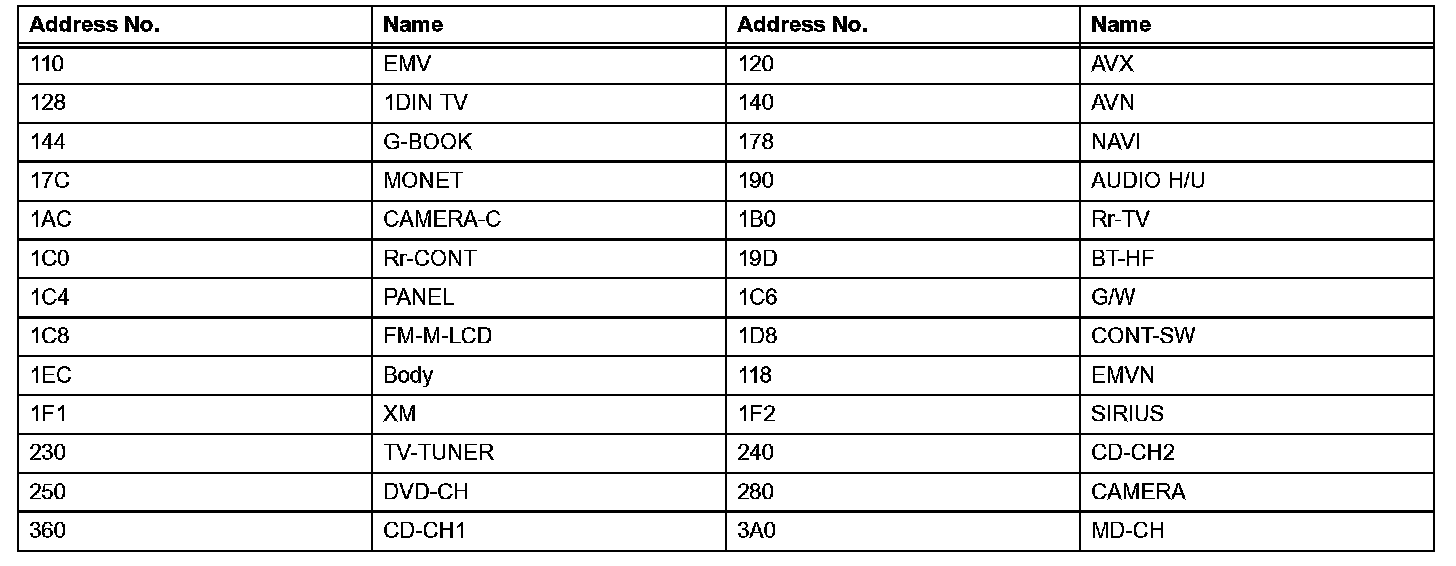 Address No. Name Address No. Name
110 EMV 120 AVX
128 1DIN TV 140 AVN
144 G-BOOK 178 NAVI
17C MONET 190 AUDIO H/U
1AC CAMERA-C 1B0 Rr-TV
1C0 Rr-CONT 19D BT-HF
1C4 PANEL 1C6 G/W
1C8 FM-M-LCD 1D8 CONT-SW
1EC Body 118 EMVN
1F1 XM 1F2 SIRIUS
230 TV-TUNER 240 CD-CH2
250 DVD-CH 280 CAMERA
360 CD-CH1 3A0 MD-CH